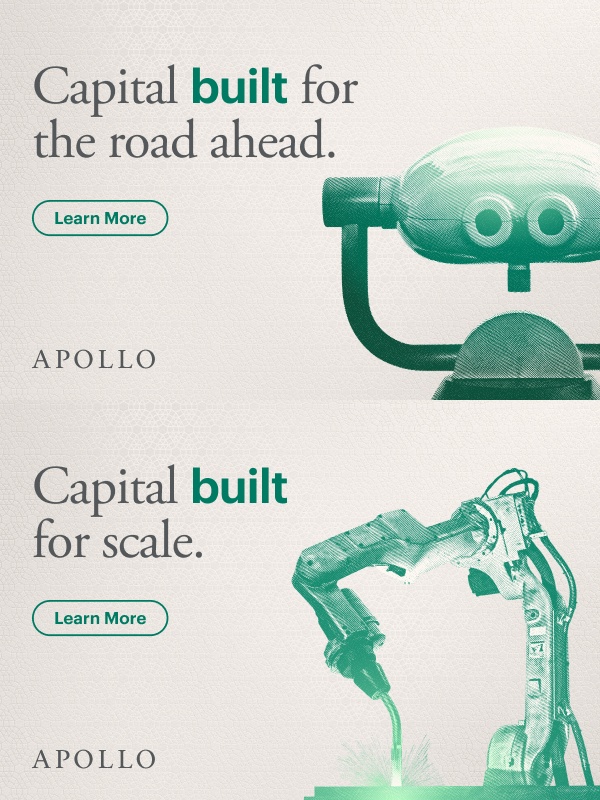 Capital built for
the road ahead.
Learn More
APOLLO
Capital built
for scale.
Learn More
APOLLO